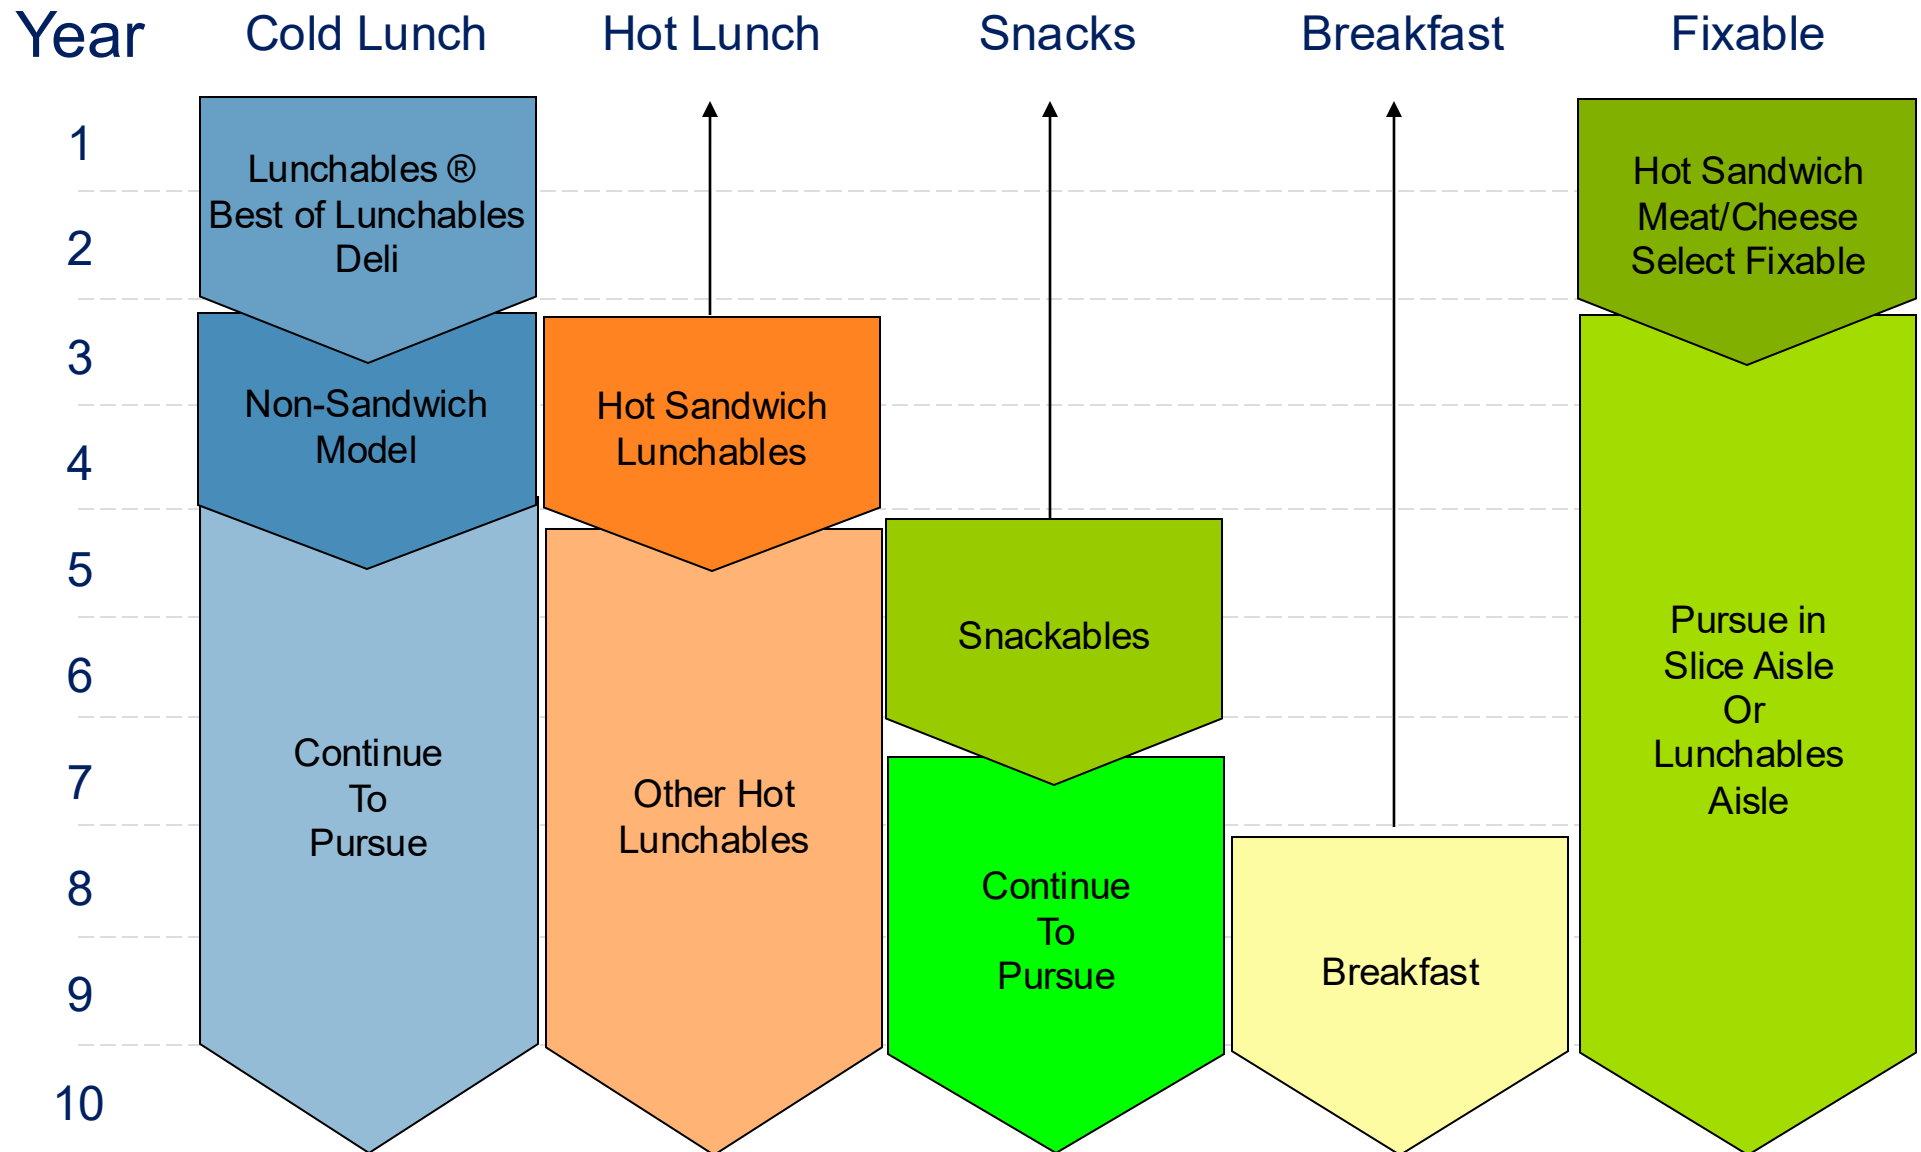 Year Cold Lunch Hot Lunch Snacks Breakfast Fixable
1
2
3
4
5
6
7
8
9
10
Lunchables ®
Best of Lunchables
Deli
Non-Sandwich
Model
Continue
To
Pursue
Hot Sandwich
Lunchables
Other Hot
Lunchables
Snackables
Continue
To
Pursue
Breakfast
Hot Sandwich
Meat/Cheese
Select Fixable
Pursue in
Slice Aisle
Or
Lunchables
Aisle